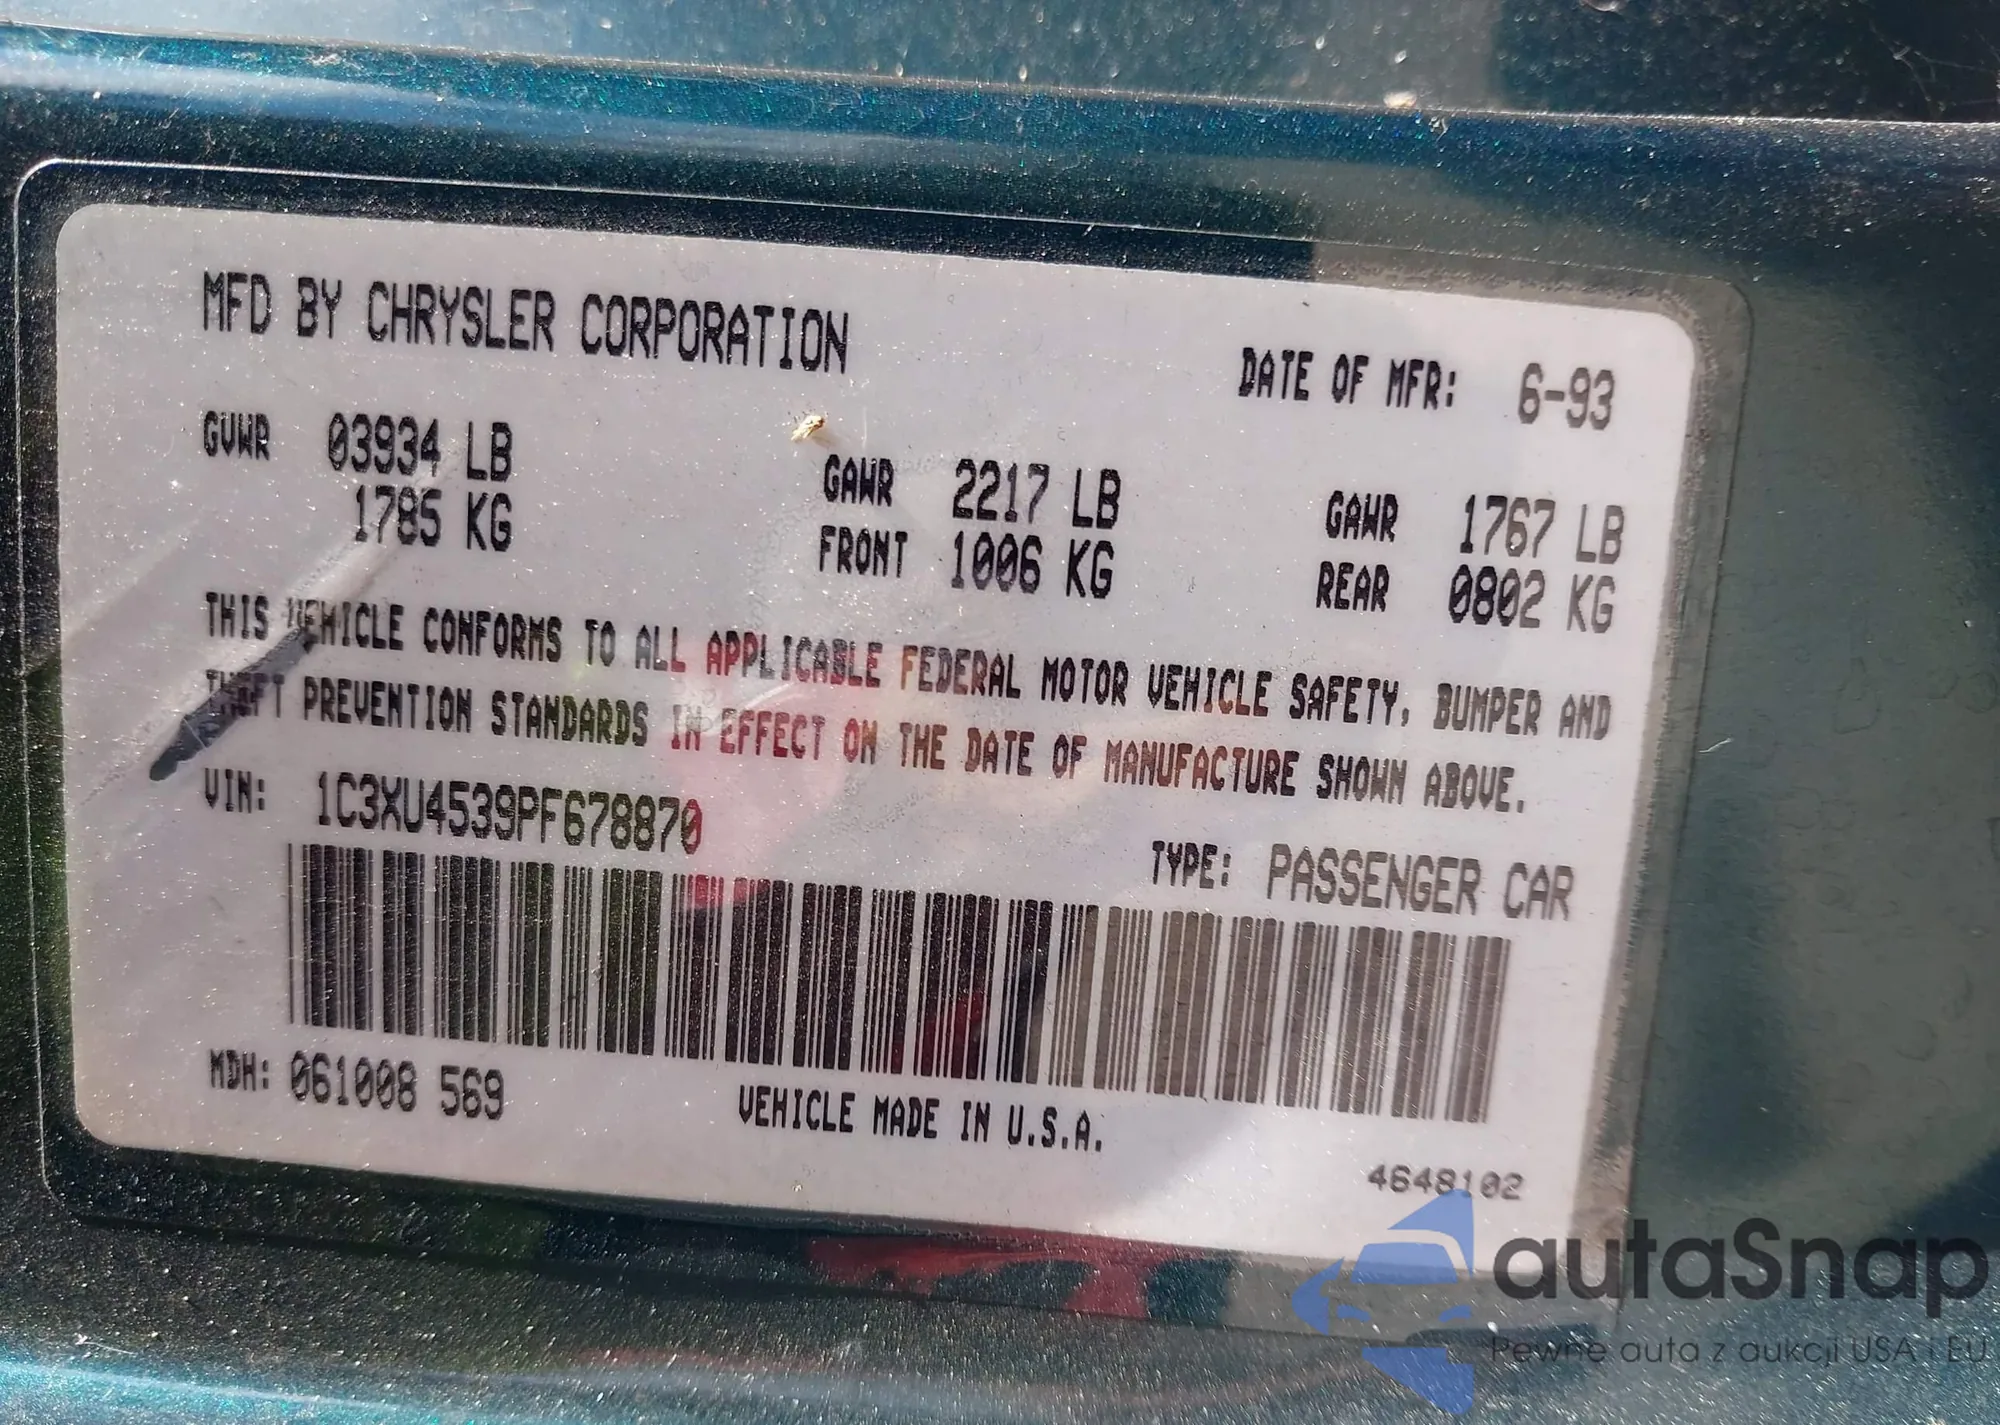 MFD BY CHRYSLER CORPORATION
DATE OF MFR: 6-93
GVWR 03934 LB
1785 KG
GAWR 2217 LB
FRONT 1006 KG
GAWR 1767 LB
REAR 0802 KG
THIS VEHICLE CONFORMS TO ALL APPLICABLE FEDERAL MOTOR VEHICLE SAFETY, BUMPER AND
THEFT PREVENTION STANDARDS IN EFFECT ON THE DATE OF MANUFACTURE SHOWN ABOVE.
VIN: 1C3XU4539PF678870
TYPE: PASSENGER CAR
MDH: 061008 569
VEHICLE MADE IN U.S.A.
4648102
autaSnap
Pewne auta z aukcji USA i EU